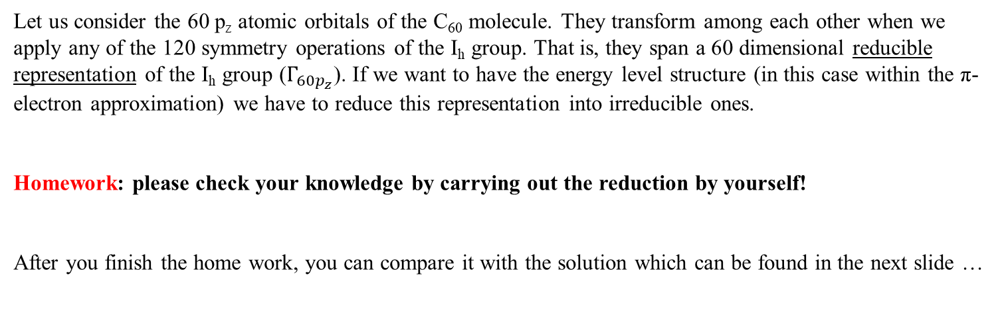 Let us consider the 60 p_z atomic orbitals of the C₆₀ molecule. They transform among each other when we
apply any of the 120 symmetry operations of the I_h group. That is, they span a 60 dimensional reducible
representation of the I_h group (Γ_{60p_z}). If we want to have the energy level structure (in this case within the π-
electron approximation) we have to reduce this representation into irreducible ones.
Homework: please check your knowledge by carrying out the reduction by yourself!
After you finish the home work, you can compare it with the solution which can be found in the next slide …